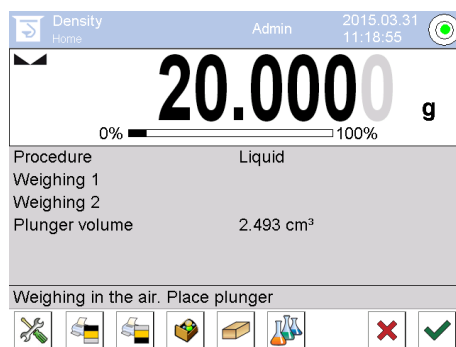 Density
Home
Admin
2015.03.31
11:18:55
20.0000 g
0% 100%
Procedure Liquid
Weighing 1
Weighing 2
Plunger volume 2.493 cm³
Weighing in the air. Place plunger